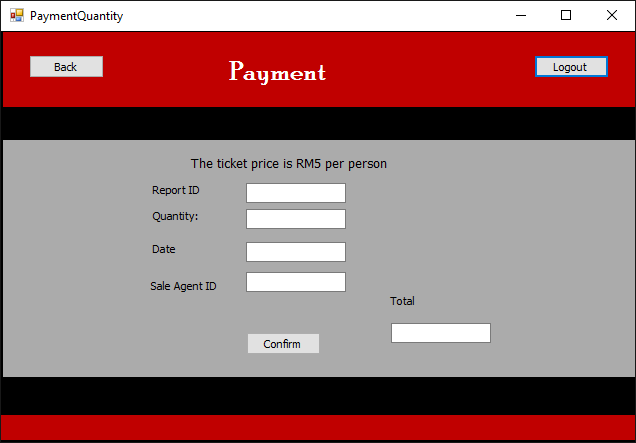 PaymentQuantity
Back
Payment
Logout
The ticket price is RM5 per person
Report ID
Quantity:
Date
Sale Agent ID
Total
Confirm